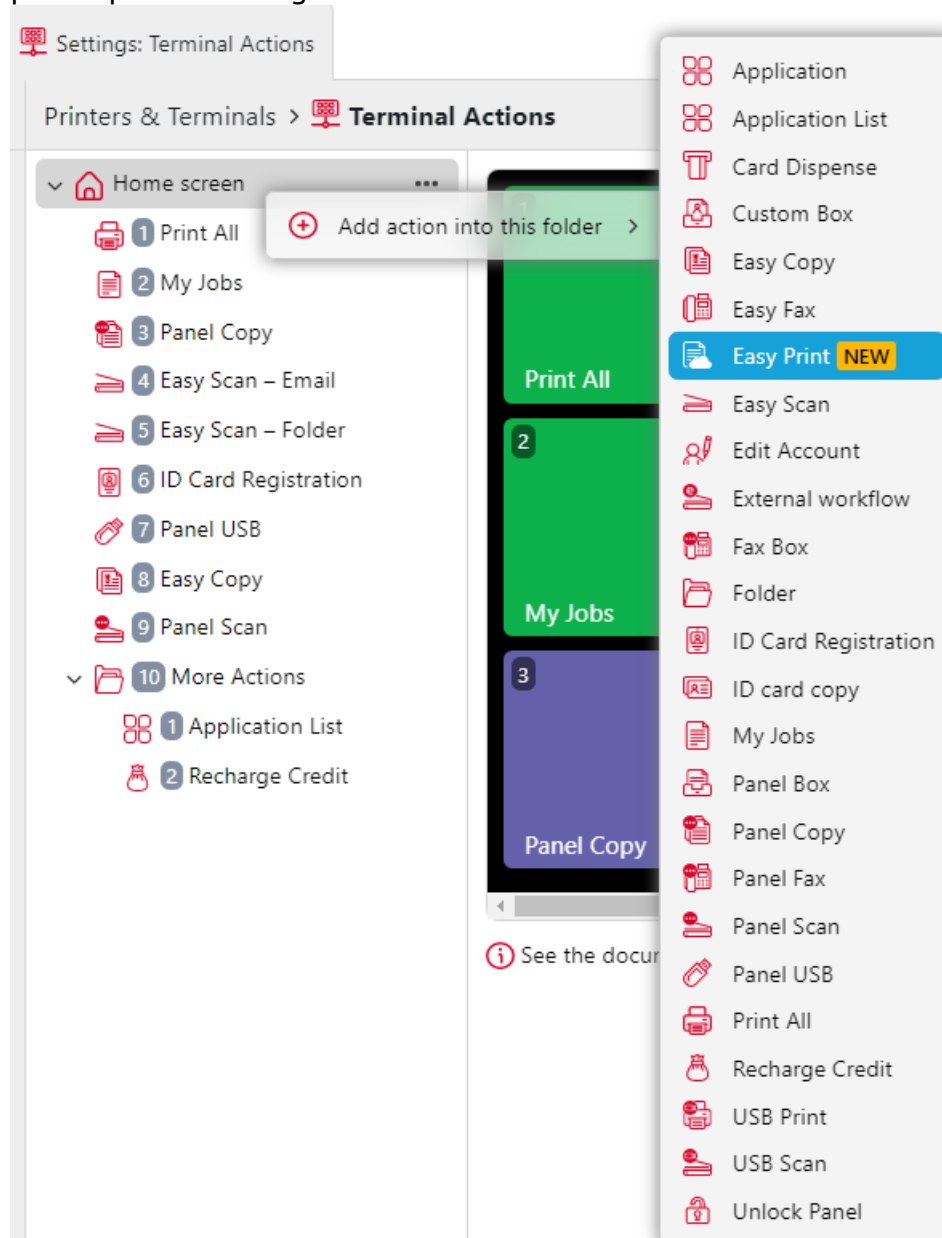 Settings: Terminal Actions
Printers & Terminals > Terminal Actions
Home screen
•••
1 Print All
2 My Jobs
3 Panel Copy
4 Easy Scan – Email
5 Easy Scan – Folder
6 ID Card Registration
7 Panel USB
8 Easy Copy
9 Panel Scan
10 More Actions
1 Application List
2 Recharge Credit
Add action into this folder >
1
Print All
2
My Jobs
3
Panel Copy
See the docu
Application
Application List
Card Dispense
Custom Box
Easy Copy
Easy Fax
Easy Print NEW
Easy Scan
Edit Account
External workflow
Fax Box
Folder
ID Card Registration
ID card copy
My Jobs
Panel Box
Panel Copy
Panel Fax
Panel Scan
Panel USB
Print All
Recharge Credit
USB Print
USB Scan
Unlock Panel